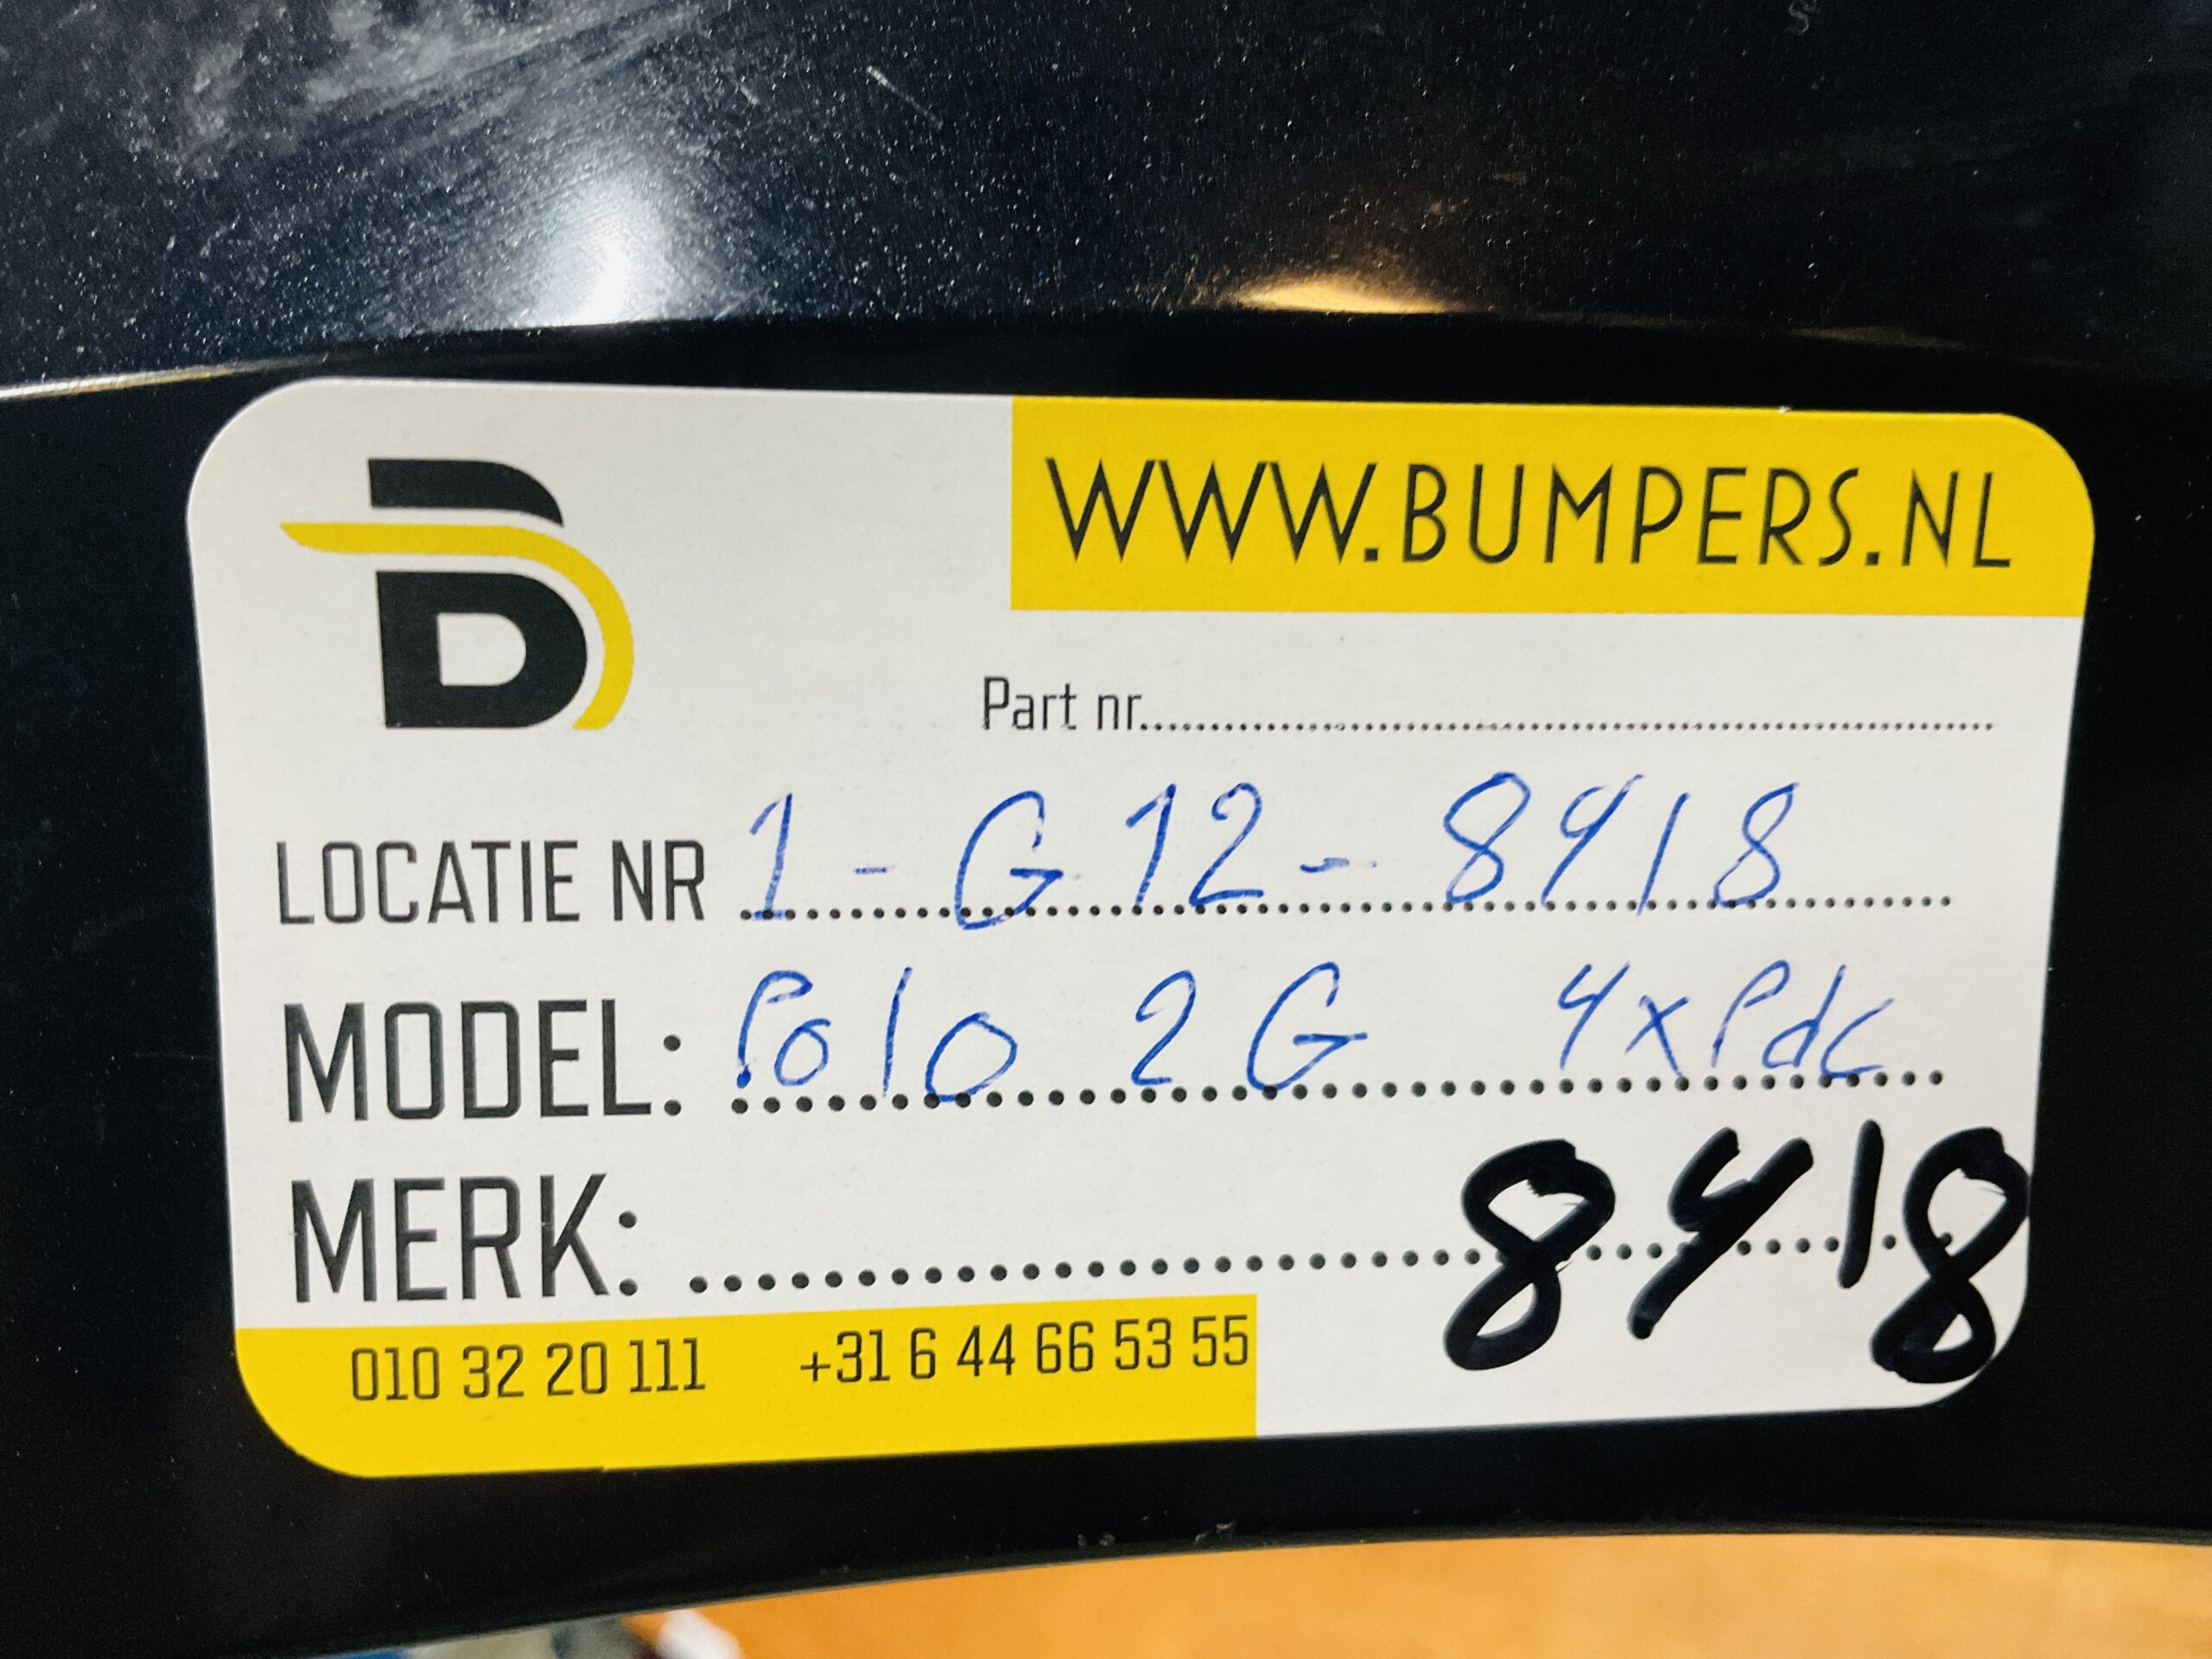 WWW.BUMPERS.NL
Part nr.......................................
LOCATIE NR 1 - G 12 - 8418
MODEL: Polo 2G 4xPdc
MERK: ....................... 8418
010 32 20 111 +31 6 44 66 53 55